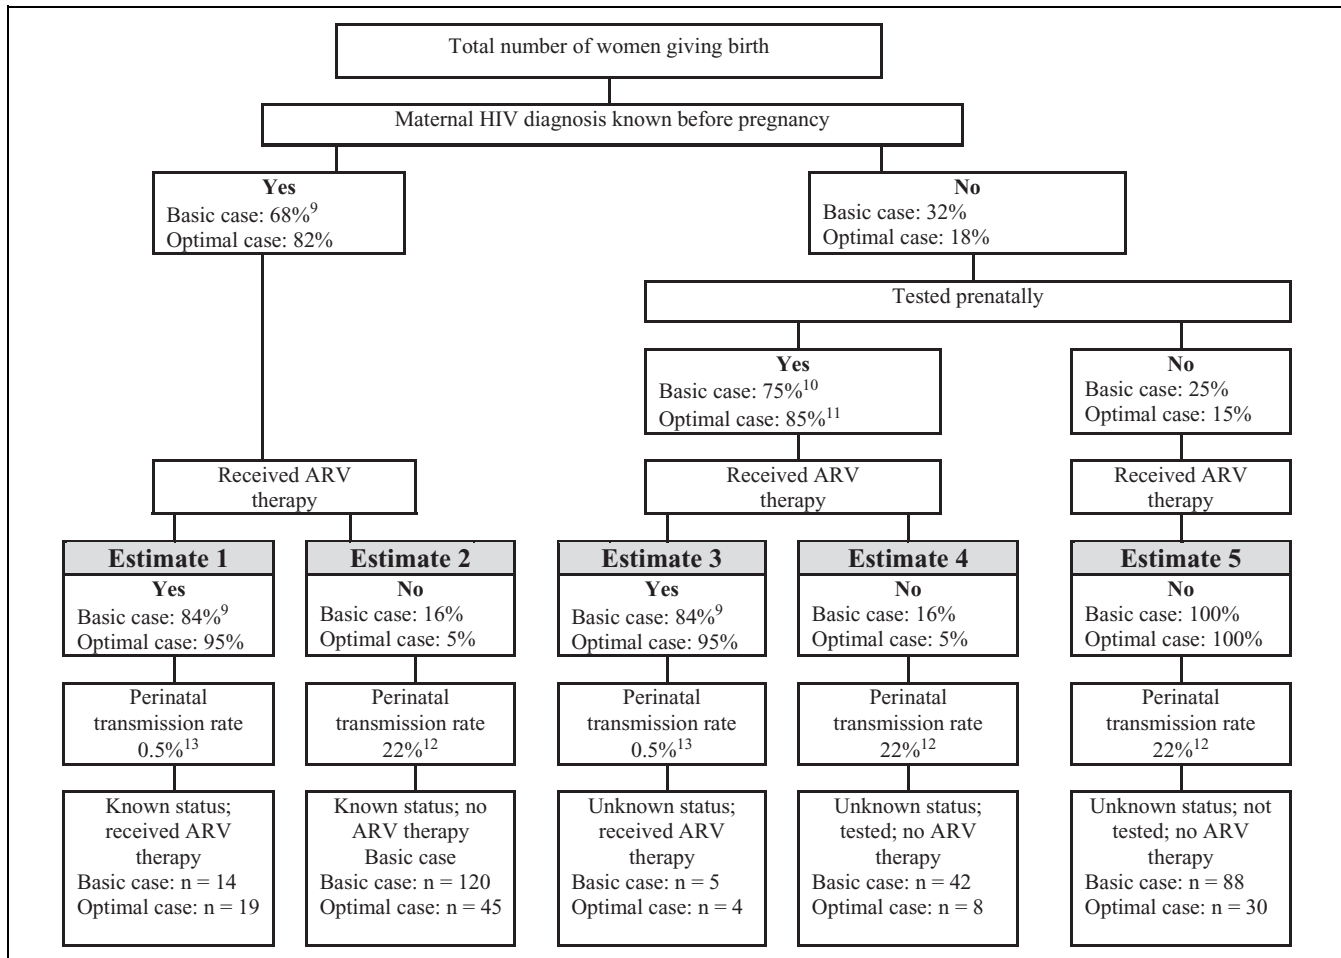 Total number of women giving birth
Maternal HIV diagnosis known before pregnancy
Yes
Basic case: 68%⁹
Optimal case: 82%
No
Basic case: 32%
Optimal case: 18%
Tested prenatally
Yes
Basic case: 75%¹⁰
Optimal case: 85%¹¹
No
Basic case: 25%
Optimal case: 15%
Received ARV
therapy
Received ARV
therapy
Received ARV
therapy
Estimate 1
Yes
Basic case: 84%⁹
Optimal case: 95%
Estimate 2
No
Basic case: 16%
Optimal case: 5%
Estimate 3
Yes
Basic case: 84%⁹
Optimal case: 95%
Estimate 4
No
Basic case: 16%
Optimal case: 5%
Estimate 5
No
Basic case: 100%
Optimal case: 100%
Perinatal
transmission rate
0.5%¹³
Perinatal
transmission rate
22%¹²
Perinatal
transmission rate
0.5%¹³
Perinatal
transmission rate
22%¹²
Perinatal
transmission rate
22%¹²
Known status;
received ARV
therapy
Basic case: n = 14
Optimal case: n = 19
Known status; no
ARV therapy
Basic case
Basic case: n = 120
Optimal case: n = 45
Unknown status;
received ARV
therapy
Basic case: n = 5
Optimal case: n = 4
Unknown status;
tested; no ARV
therapy
Basic case: n = 42
Optimal case: n = 8
Unknown status; not
tested; no ARV
therapy
Basic case: n = 88
Optimal case: n = 30